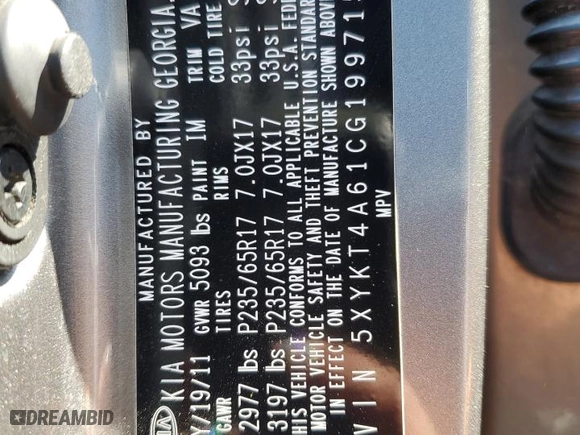 MANUFACTURED BY
KIA MOTORS MANUFACTURING GEORGIA,
Y/19/11 GVWR 5093 lbs PAINT IM TRIM VA
GAWR TIRES RIMS COLD TIRE
2977 lbs P235/65R17 7.0JX17 33psi
3197 lbs P235/65R17 7.0JX17 33psi
THIS VEHICLE CONFORMS TO ALL APPLICABLE U.S.A. FEDE
MOTOR VEHICLE SAFETY AND THEFT PREVENTION STANDAR
IN EFFECT ON THE DATE OF MANUFACTURE SHOWN ABOV
VIN 5XYKT4A61CG19971
MPV
DREAMBID